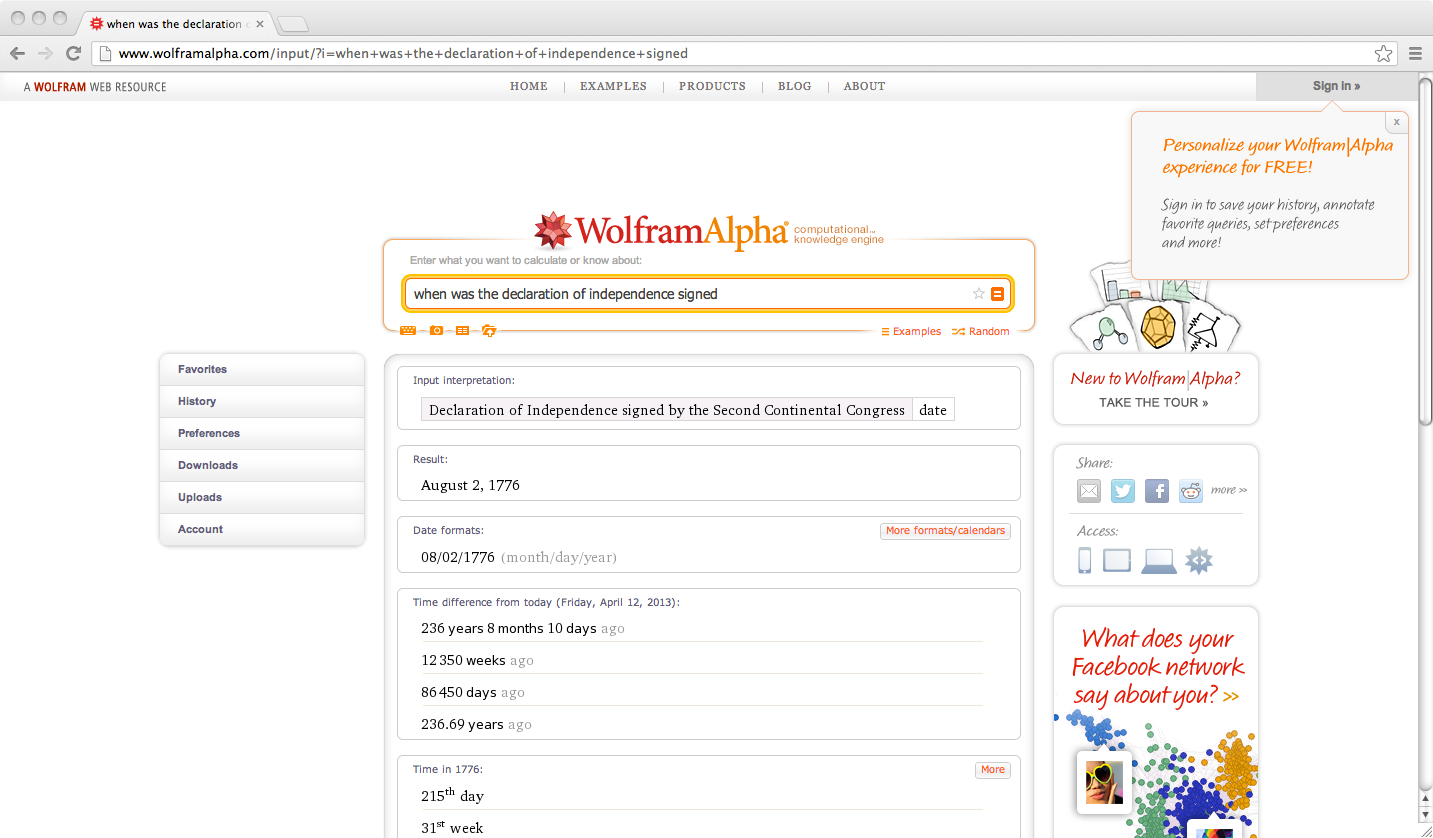 when was the declaration
www.wolframalpha.com/input/?i=when+was+the+declaration+of+independence+signed
A WOLFRAM WEB RESOURCE
HOME | EXAMPLES | PRODUCTS | BLOG | ABOUT
Sign in »
x
Personalize your Wolfram|Alpha
experience for FREE!
Sign in to save your history, annotate
favorite queries, set preferences
and more!
WolframAlpha® computational...
knowledge engine
Enter what you want to calculate or know about:
when was the declaration of independence signed
Examples
Random
Favorites
History
Preferences
Downloads
Uploads
Account
Input interpretation:
Declaration of Independence signed by the Second Continental Congress date
Result:
August 2, 1776
Date formats:
More formats/calendars
08/02/1776 (month/day/year)
Time difference from today (Friday, April 12, 2013):
236 years 8 months 10 days ago
12 350 weeks ago
86 450 days ago
236.69 years ago
Time in 1776:
More
215th day
31st week
New to Wolfram|Alpha?
TAKE THE TOUR »
Share:
more »
Access:
What does your
Facebook network
say about you? »